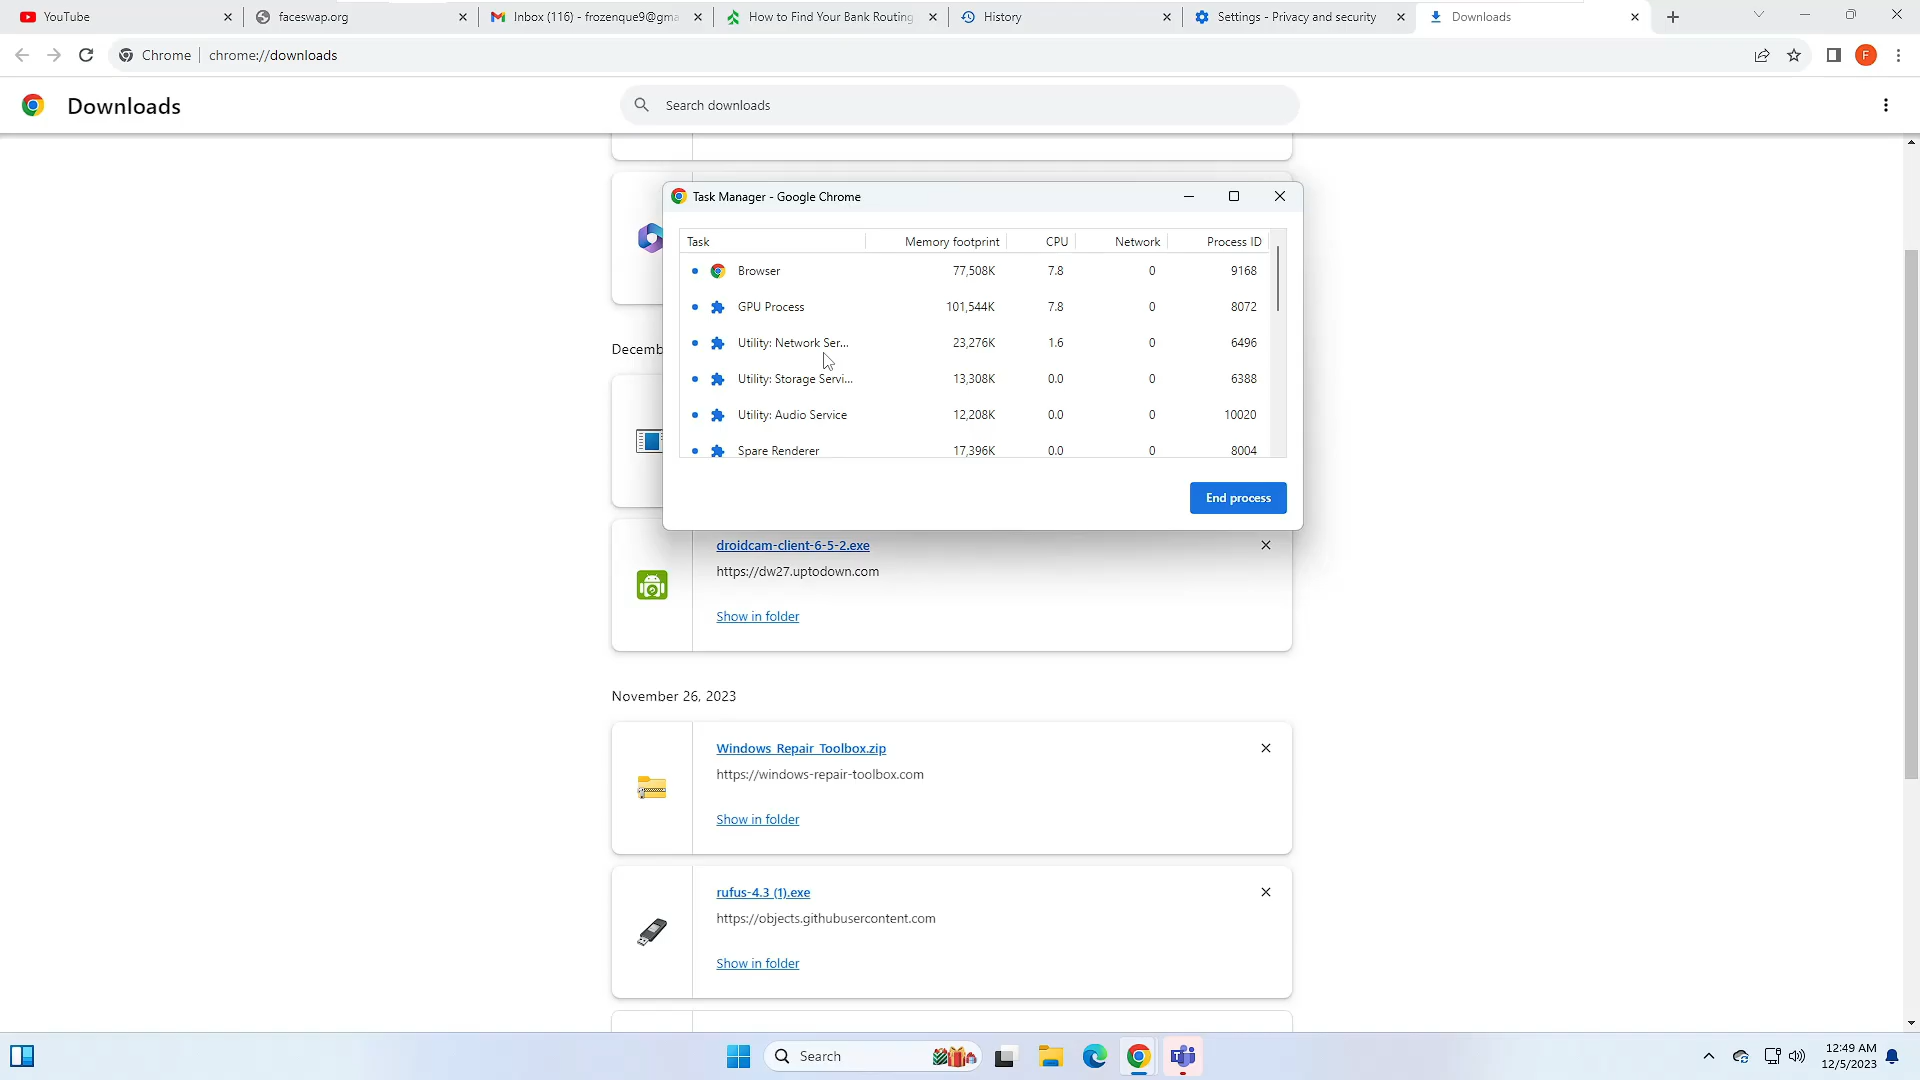 YouTube
faceswap.org
Inbox (116) - frozenque9@gma
How to Find Your Bank Routing
History
Settings - Privacy and security
Downloads
Chrome
chrome://downloads
F
Downloads
Search downloads
Task Manager - Google Chrome
Task Memory footprint CPU Network Process ID
Browser 77,508K 7.8 0 9168
GPU Process 101,544K 7.8 0 8072
Utility: Network Ser... 23,276K 1.6 0 6496
Utility: Storage Servi... 13,308K 0.0 0 6388
Utility: Audio Service 12,208K 0.0 0 10020
Spare Renderer 17,396K 0.0 0 8004
End process
Decemb
droidcam-client-6-5-2.exe
https://dw27.uptodown.com
Show in folder
November 26, 2023
Windows_Repair_Toolbox.zip
https://windows-repair-toolbox.com
Show in folder
rufus-4.3 (1).exe
https://objects.githubusercontent.com
Show in folder
Search
12:49 AM
12/5/2023